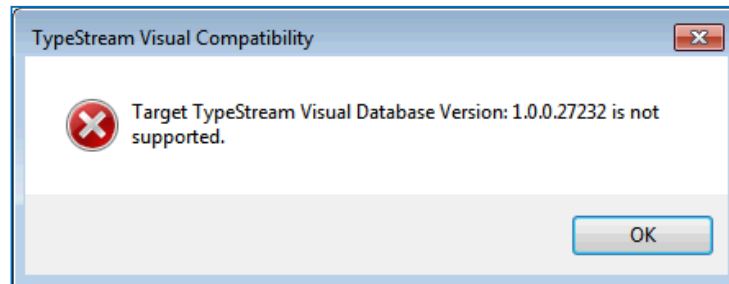 TypeStream Visual Compatibility
Target TypeStream Visual Database Version: 1.0.0.27232 is not
supported.
OK